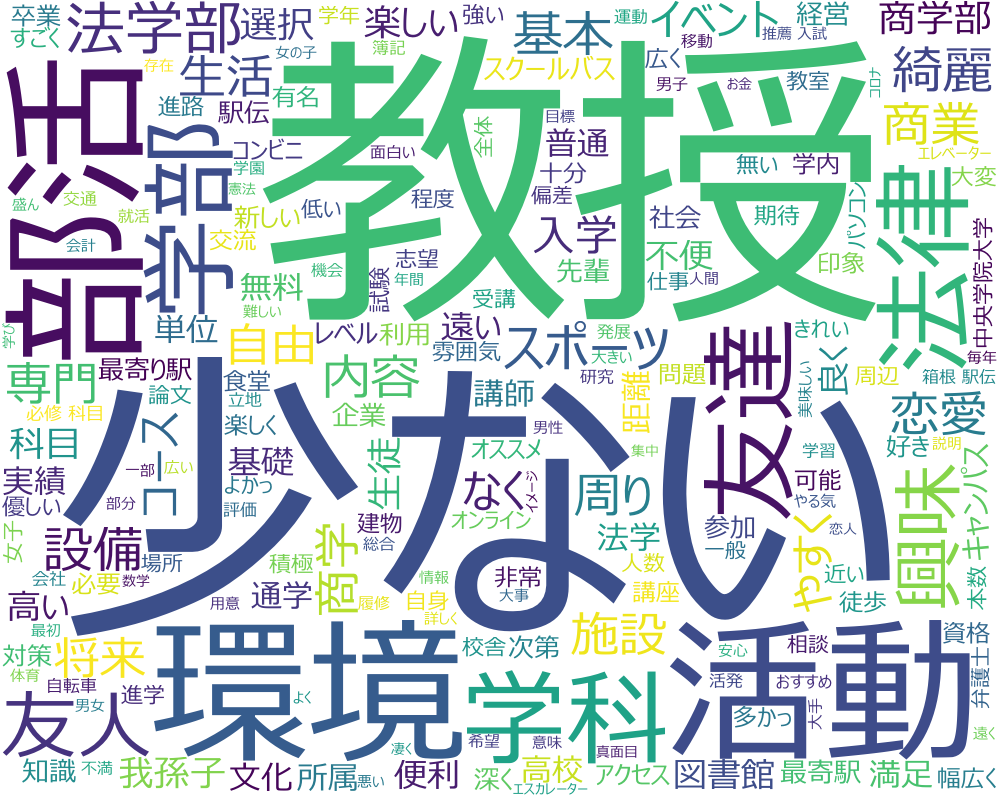 卒業
すごく
法学部
学年
選択
楽しい
強い
基本
運動
イベント
経営
推薦 入試
商学部
生活
女の子
簿記
移動
スクールバス
広く
綺麗
存在
進路
駅伝
有名
男子
お金
教室
コロナ
部活
教授
学部
コンビニ
面白い
全体
目標
普通
無い
学内
商業
エレベーター
学園
憲法
十分
偏差
大変
盛ん
交通
就活
会計
新しい
交流
低い
程度
入学
社会
期待
パソコン
法律
志望
先輩
不便
仕事
人間
印象
中央学院大学
機会
年間
試験
受講
無料
難しい
学び
単位
自由
レベル
利用
遠い
雰囲気
スポーツ
発展
大きい
友達
きれい
良く
毎年
箱根 駅伝
専門
最寄り駅
食堂
立地
内容
講師
研究
距離
問題
周辺
美味しい
必修 科目
論文
楽しく
企業
少ない
男性
恋愛
科目
コース
基礎
生徒
オススメ
集中
学習
好き
説明
実績
一部
広い
よかっ
なく
イメージ
周り
可能
やる気
興味
キャンパス
優しい
部分
評価
設備
建物
オンライン
法学
参加
恋人
女子
場所
総合
商学
一般
やすく
本数
会社
必要
数学
積極
情報
非常
人数
近い
高い
用意
通学
履修
自身
大事
講座
徒歩
最初
詳しく
環境
施設
活動
対策
将来
校舎
次第
安心
相談
資格
体育
自転車
進学
学科
活発
おすすめ
弁護士
友人
男女
よく
多かっ
大手
遠く
希望
意味
真面目
凄く
知識
不満
我孫子
文化
所属
悪い
便利
深く
高校
エスカレーター
アクセス
図書館
最寄駅
満足
幅広く